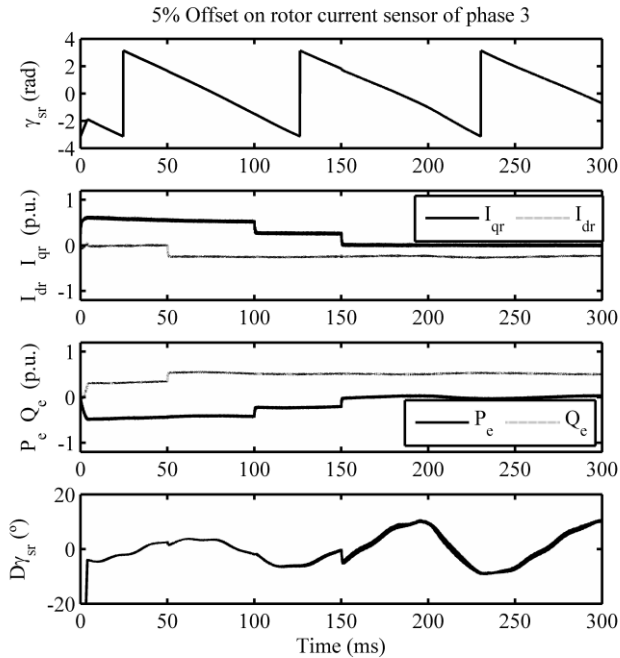 5% Offset on rotor current sensor of phase 3
γsr (rad)
4
2
0
-2
-4
0 50 100 150 200 250 300
Idr Iqr (p.u.)
1
0
-1
Iqr Idr
0 50 100 150 200 250 300
Pe Qe (p.u.)
1
0
-1
Pe Qe
0 50 100 150 200 250 300
Dγsr (º)
20
0
-20
0 50 100 150 200 250 300
Time (ms)